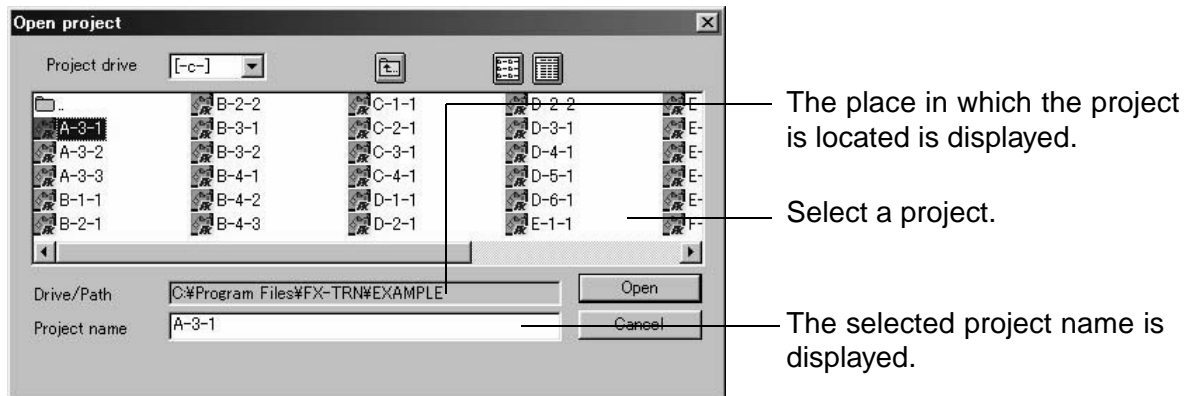 Open project
Project drive [-c-]
.. B-2-2 C-1-1 D-2-2 E
A-3-1 B-3-1 C-2-1 D-3-1 E-
A-3-2 B-3-2 C-3-1 D-4-1 E-
A-3-3 B-4-1 C-4-1 D-5-1 E-
B-1-1 B-4-2 D-1-1 D-6-1 E-
B-2-1 B-4-3 D-2-1 E-1-1 F-
Drive/Path C:¥Program Files¥FX-TRN¥EXAMPLE Open
Project name A-3-1 Cancel
The place in which the project
is located is displayed.
Select a project.
The selected project name is
displayed.